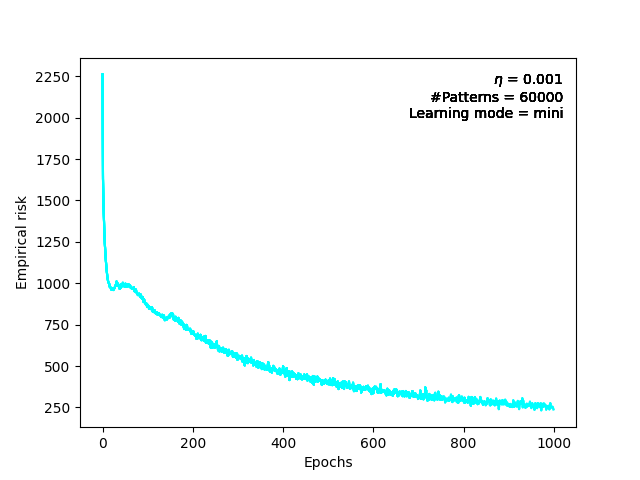 η = 0.001
#Patterns = 60000
Learning mode = mini
2250
2000
1750
1500
1250
1000
750
500
250
Empirical risk
0 200 400 600 800 1000
Epochs